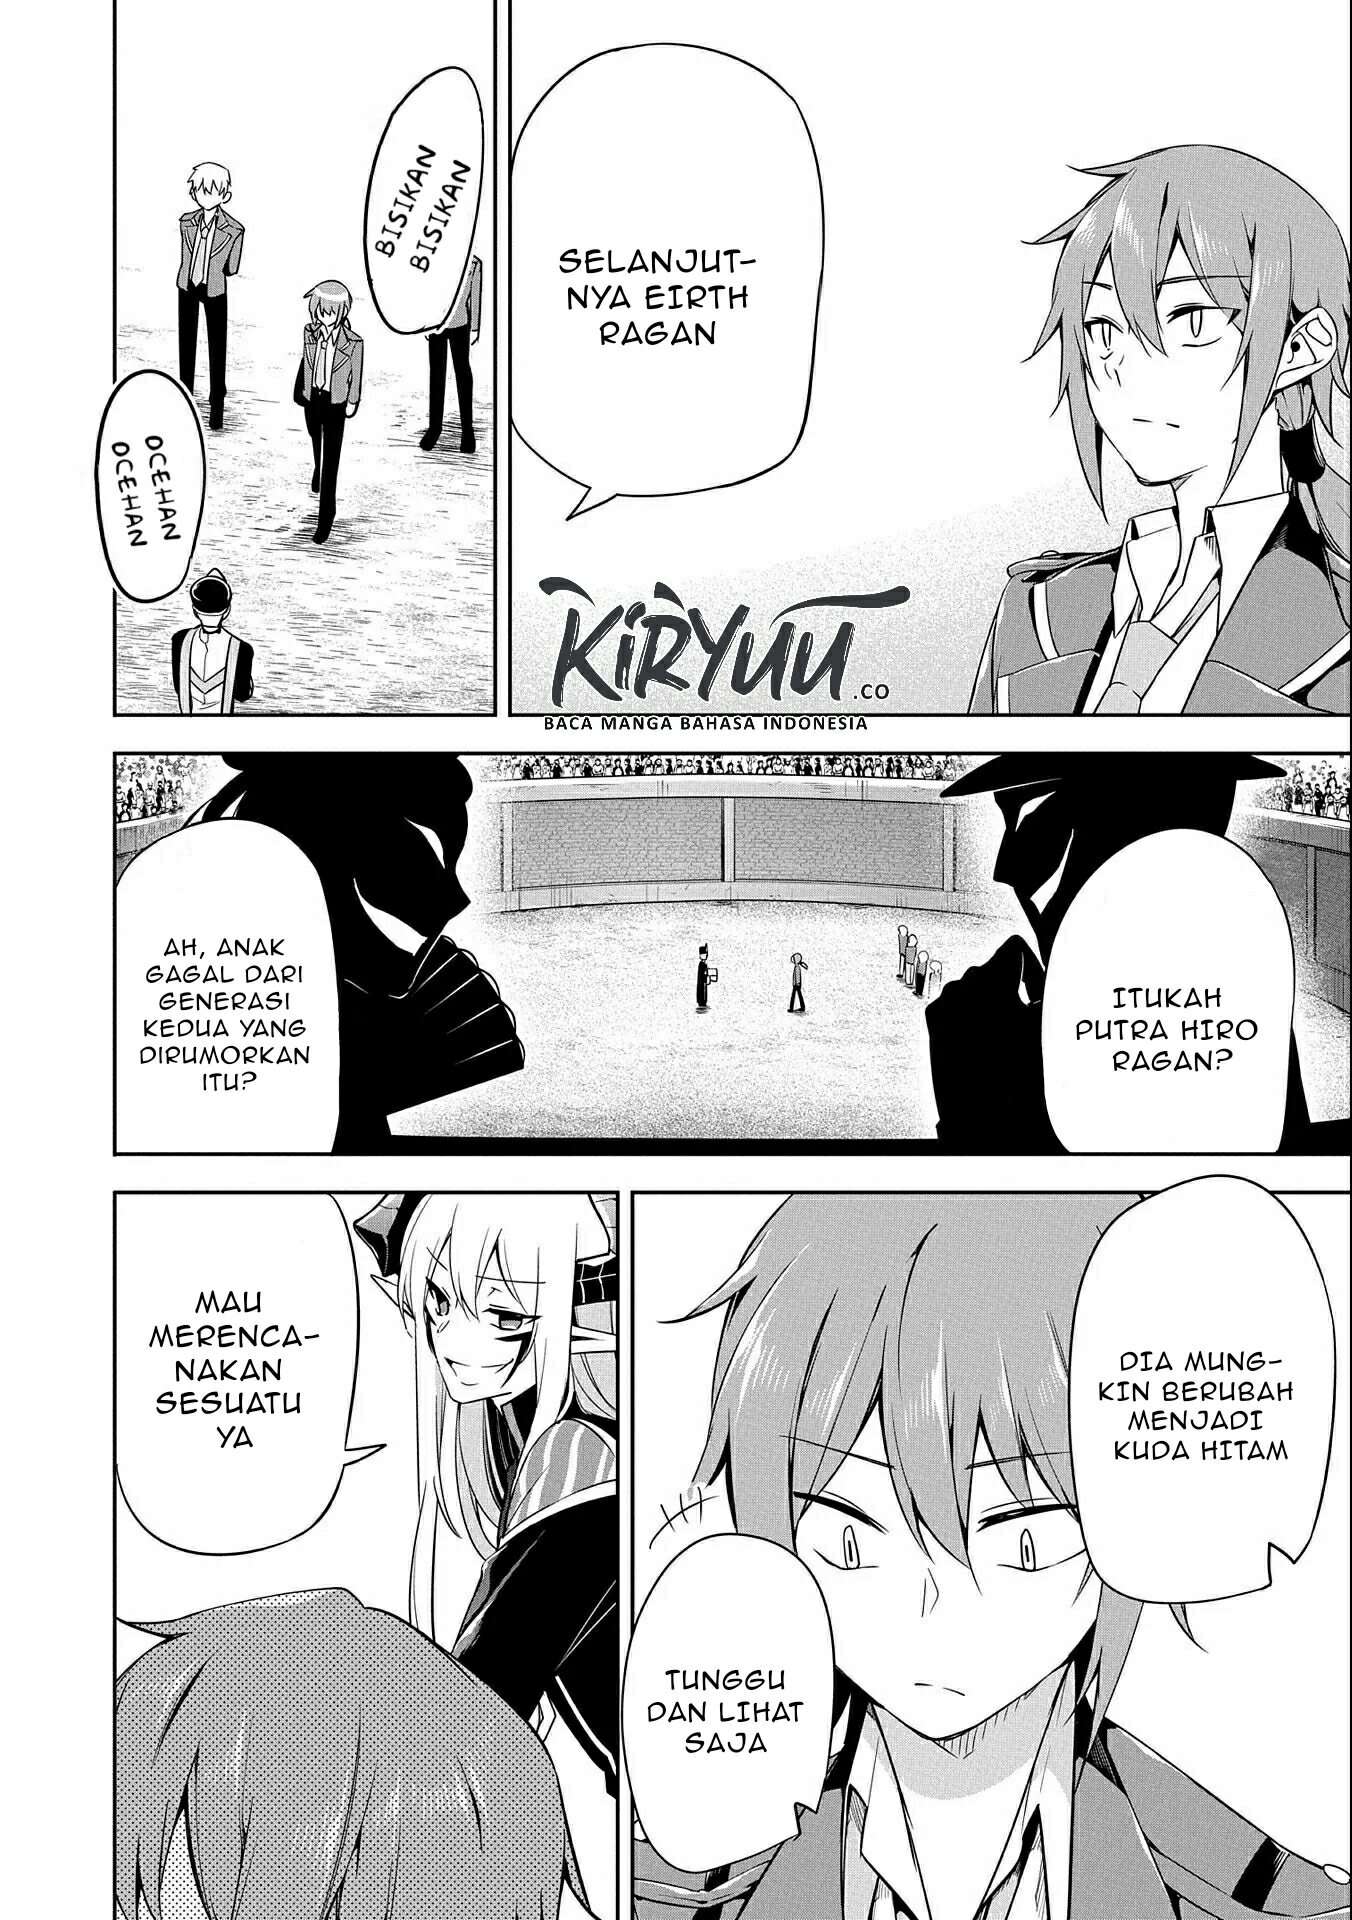 SELANJUT-
NYA EIRTH
RAGAN
BISIKAN
BISIKAN
OCEHAN
OCEHAN
KIRYUU.CO
BACA MANGA BAHASA INDONESIA
ITUKAH
PUTRA HIRO
RAGAN?
AH, ANAK
GAGAL DARI
GENERASI
KEDUA YANG
DIRUMORKAN
ITU?
DIA MUNG-
KIN BERUBAH
MENJADI
KUDA HITAM
TUNGGU
DAN LIHAT
SAJA
MAU
MERENCA-
NAKAN
SESUATU
YA